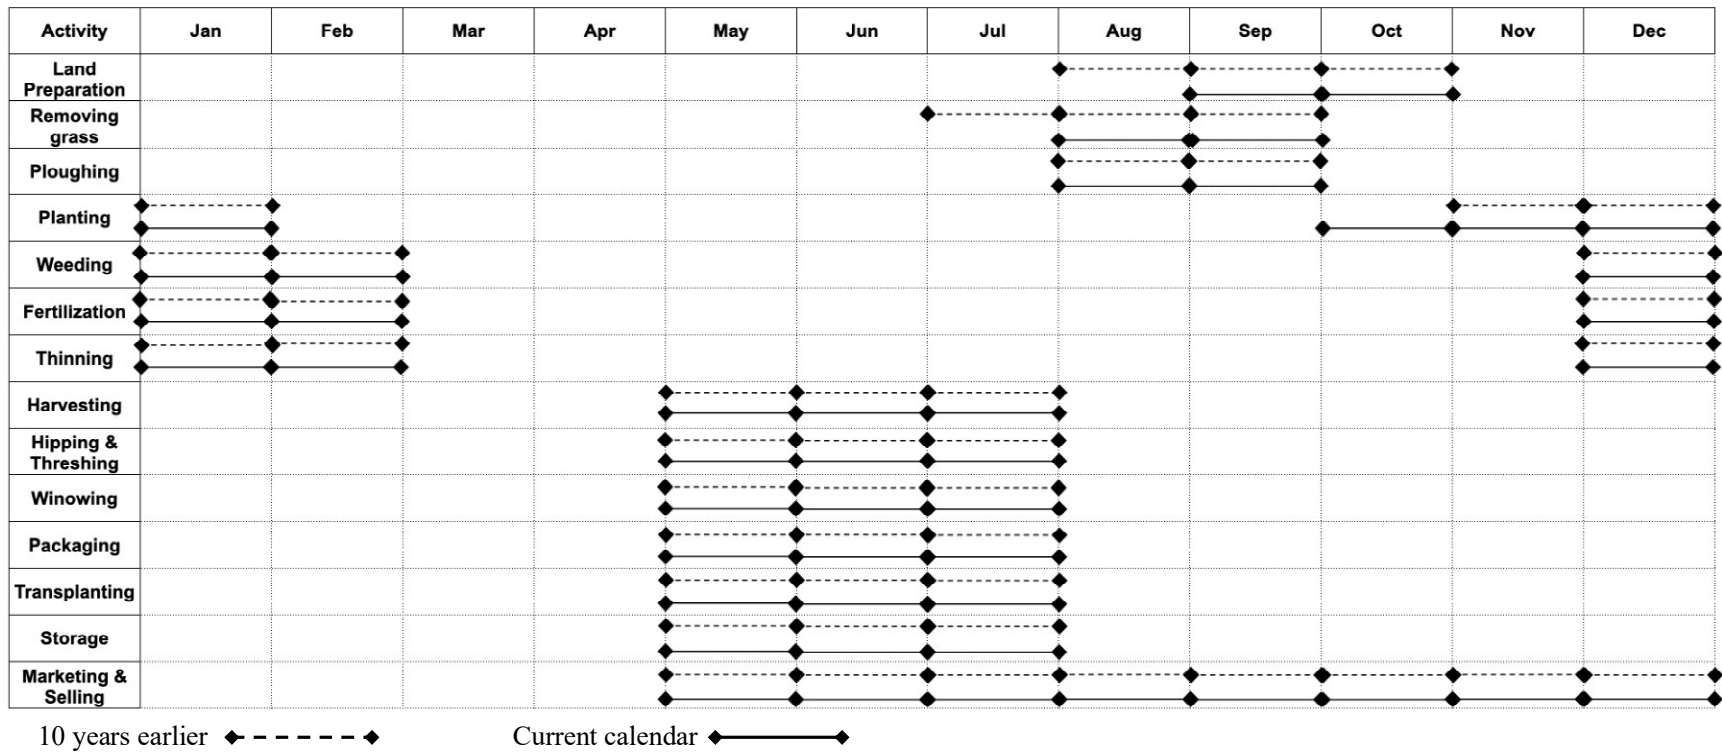 Activity Jan Feb Mar Apr May Jun Jul Aug Sep Oct Nov Dec
Land
Preparation
Removing
grass
Ploughing
Planting
Weeding
Fertilization
Thinning
Harvesting
Hipping &
Threshing
Winowing
Packaging
Transplanting
Storage
Marketing &
Selling
10 years earlier Current calendar